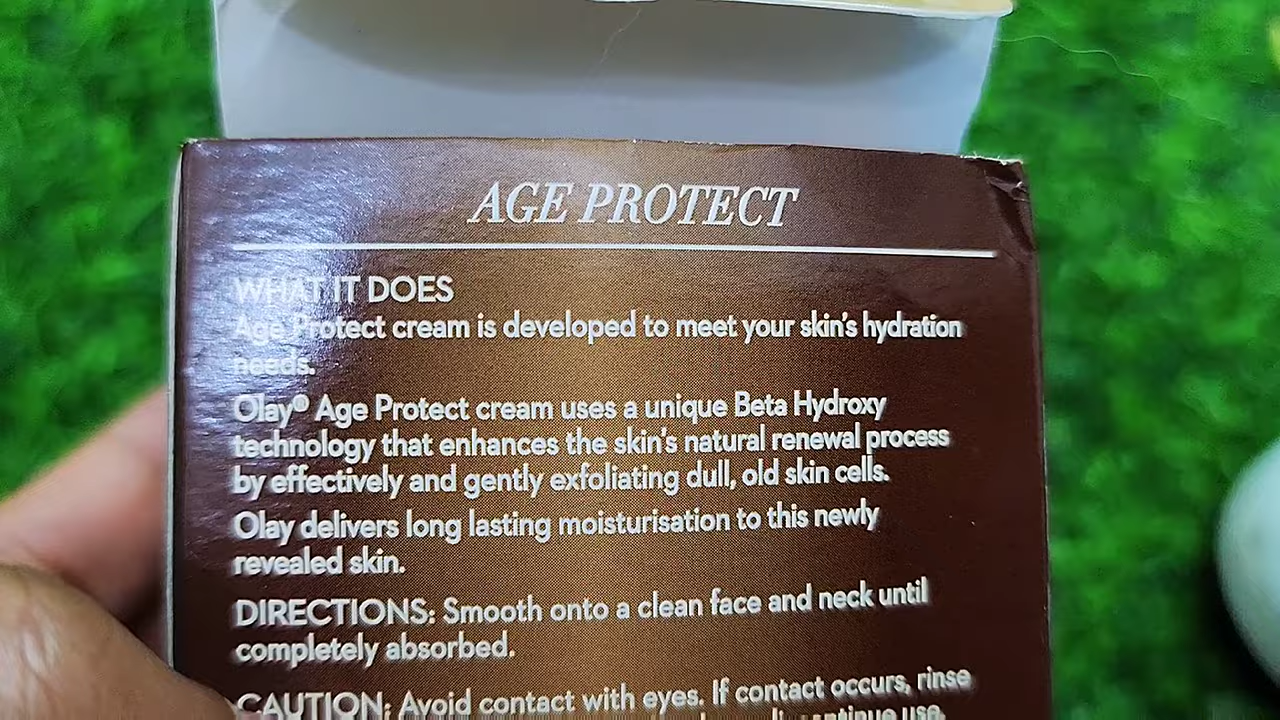 AGE PROTECT
WHAT IT DOES
Age Protect cream is developed to meet your skin's hydration
needs.
Olay® Age Protect cream uses a unique Beta Hydroxy
technology that enhances the skin's natural renewal process
by effectively and gently exfoliating dull, old skin cells.
Olay delivers long lasting moisturisation to this newly
revealed skin.
DIRECTIONS: Smooth onto a clean face and neck until
completely absorbed.
CAUTION: Avoid contact with eyes. If contact occurs, rinse
use.